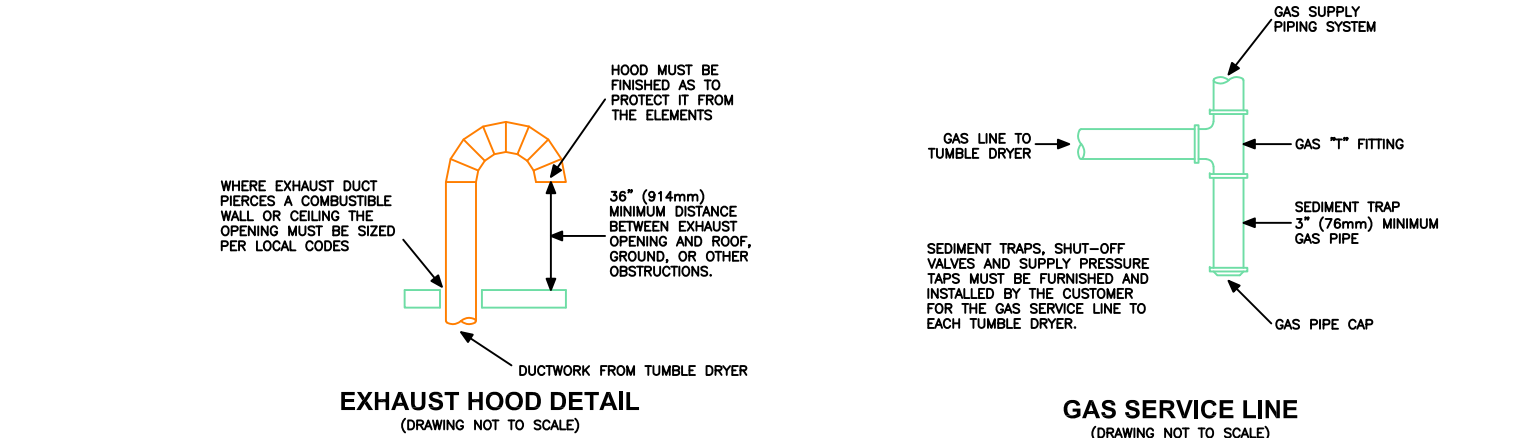 HOOD MUST BE
FINISHED AS TO
PROTECT IT FROM
THE ELEMENTS
WHERE EXHAUST DUCT
PIERCES A COMBUSTIBLE
WALL OR CEILING THE
OPENING MUST BE SIZED
PER LOCAL CODES
36" (914mm)
MINIMUM DISTANCE
BETWEEN EXHAUST
OPENING AND ROOF,
GROUND, OR OTHER
OBSTRUCTIONS.
DUCTWORK FROM TUMBLE DRYER
EXHAUST HOOD DETAIL
(DRAWING NOT TO SCALE)
GAS SUPPLY
PIPING SYSTEM
GAS LINE TO
TUMBLE DRYER
GAS "T" FITTING
SEDIMENT TRAP
3" (76mm) MINIMUM
GAS PIPE
SEDIMENT TRAPS, SHUT-OFF
VALVES AND SUPPLY PRESSURE
TAPS MUST BE FURNISHED AND
INSTALLED BY THE CUSTOMER
FOR THE GAS SERVICE LINE TO
EACH TUMBLE DRYER.
GAS PIPE CAP
GAS SERVICE LINE
(DRAWING NOT TO SCALE)